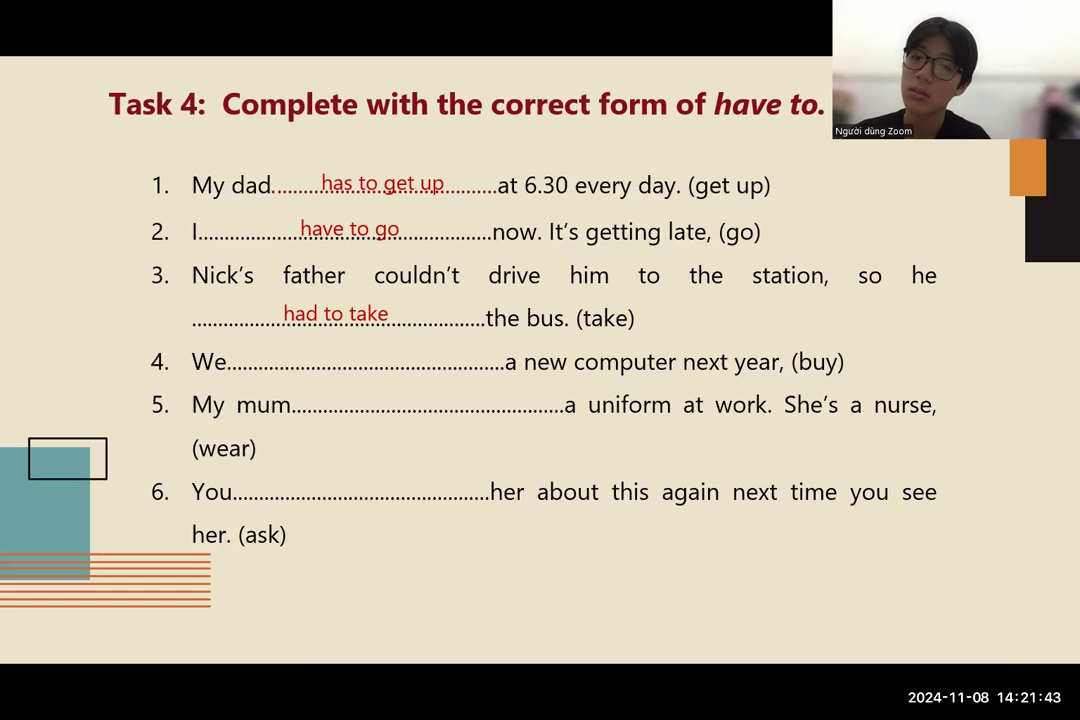 Task 4: Complete with the correct form of have to.
Người dùng Zoom
1. My dad.............has to get up.............at 6.30 every day. (get up)
2. I....................have to go....................now. It’s getting late, (go)
3. Nick’s father couldn’t drive him to the station, so he
....................had to take....................the bus. (take)
4. We.....................................................a new computer next year, (buy)
5. My mum....................................................a uniform at work. She’s a nurse,
(wear)
6. You.................................................her about this again next time you see
her. (ask)
2024-11-08 14:21:43